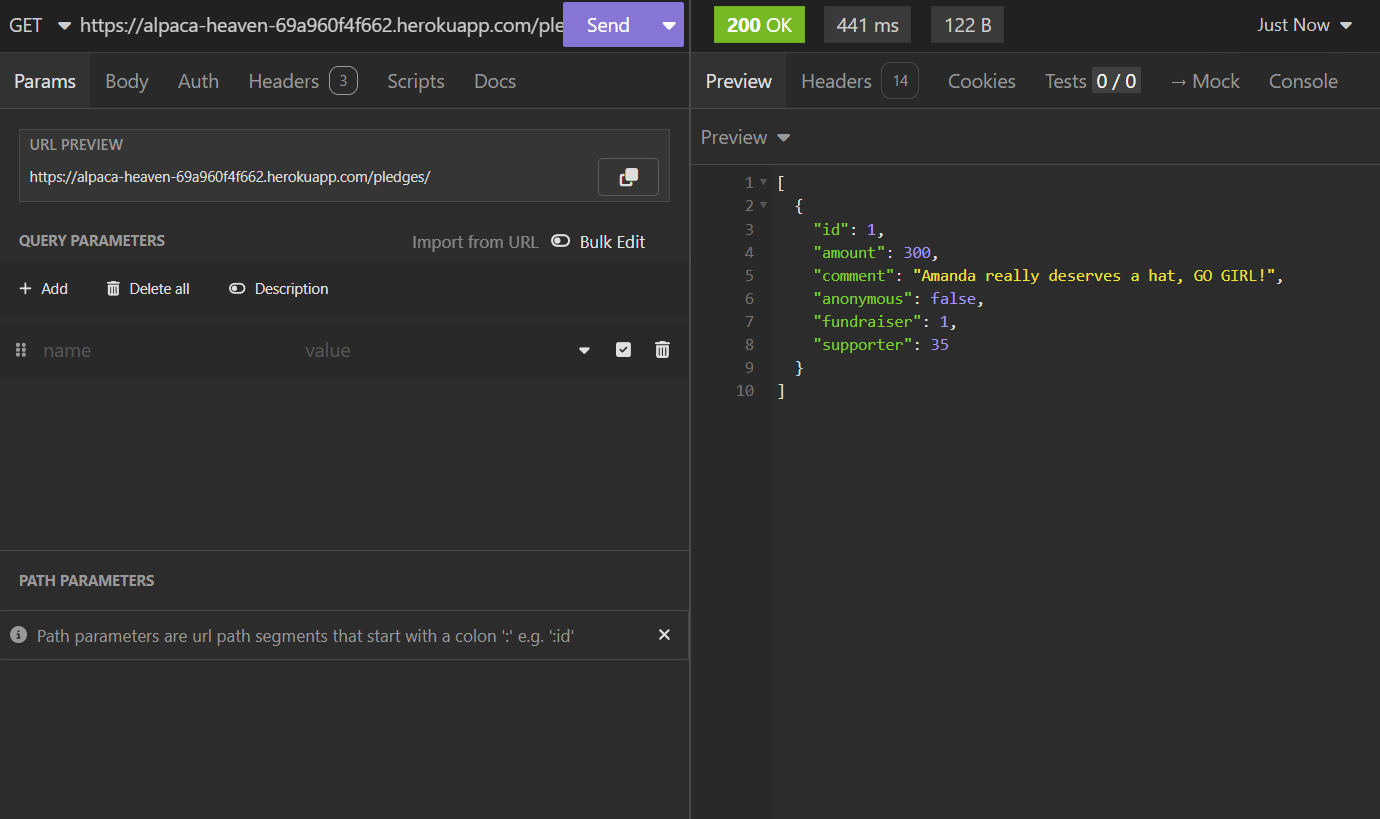 GET https://alpaca-heaven-69a960f4f662.herokuapp.com/ple Send
Params Body Auth Headers 3 Scripts Docs
URL PREVIEW
https://alpaca-heaven-69a960f4f662.herokuapp.com/pledges/
QUERY PARAMETERS Import from URL Bulk Edit
+ Add Delete all Description
name value
PATH PARAMETERS
Path parameters are url path segments that start with a colon ':' e.g. ':id'
200 OK 441 ms 122 B Just Now
Preview Headers 14 Cookies Tests 0 / 0 → Mock Console
Preview
1 [
2 {
3 "id": 1,
4 "amount": 300,
5 "comment": "Amanda really deserves a hat, GO GIRL!",
6 "anonymous": false,
7 "fundraiser": 1,
8 "supporter": 35
9 }
10 ]